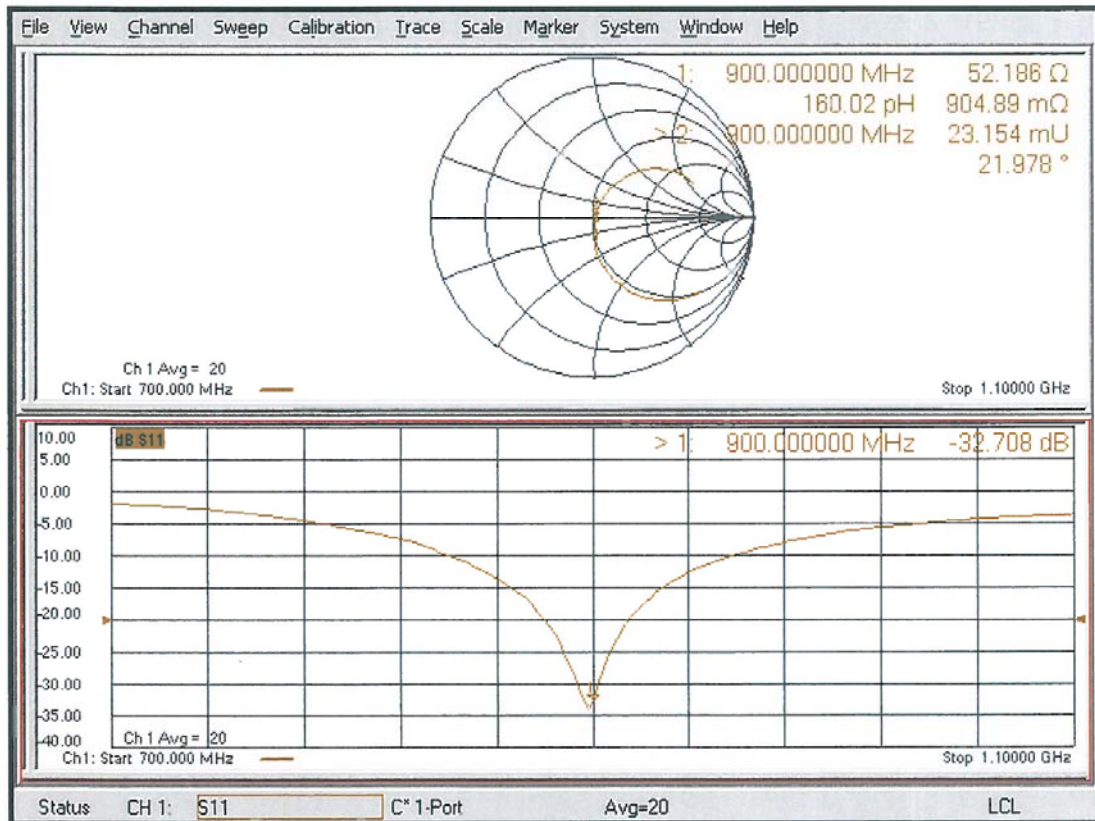 File View Channel Sweep Calibration Trace Scale Marker System Window Help
1: 900.000000 MHz 52.186 Ω
160.02 pH 904.89 mΩ
> 2: 900.000000 MHz 23.154 mU
21.978 °
Ch 1 Avg = 20
Ch1: Start 700.000 MHz
Stop 1.10000 GHz
10.00
dB S11
> 1: 900.000000 MHz -32.708 dB
5.00
0.00
-5.00
-10.00
-15.00
-20.00
-25.00
-30.00
-35.00
-40.00
Ch 1 Avg = 20
Ch1: Start 700.000 MHz
Stop 1.10000 GHz
Status CH 1: S11 C* 1-Port Avg=20 LCL